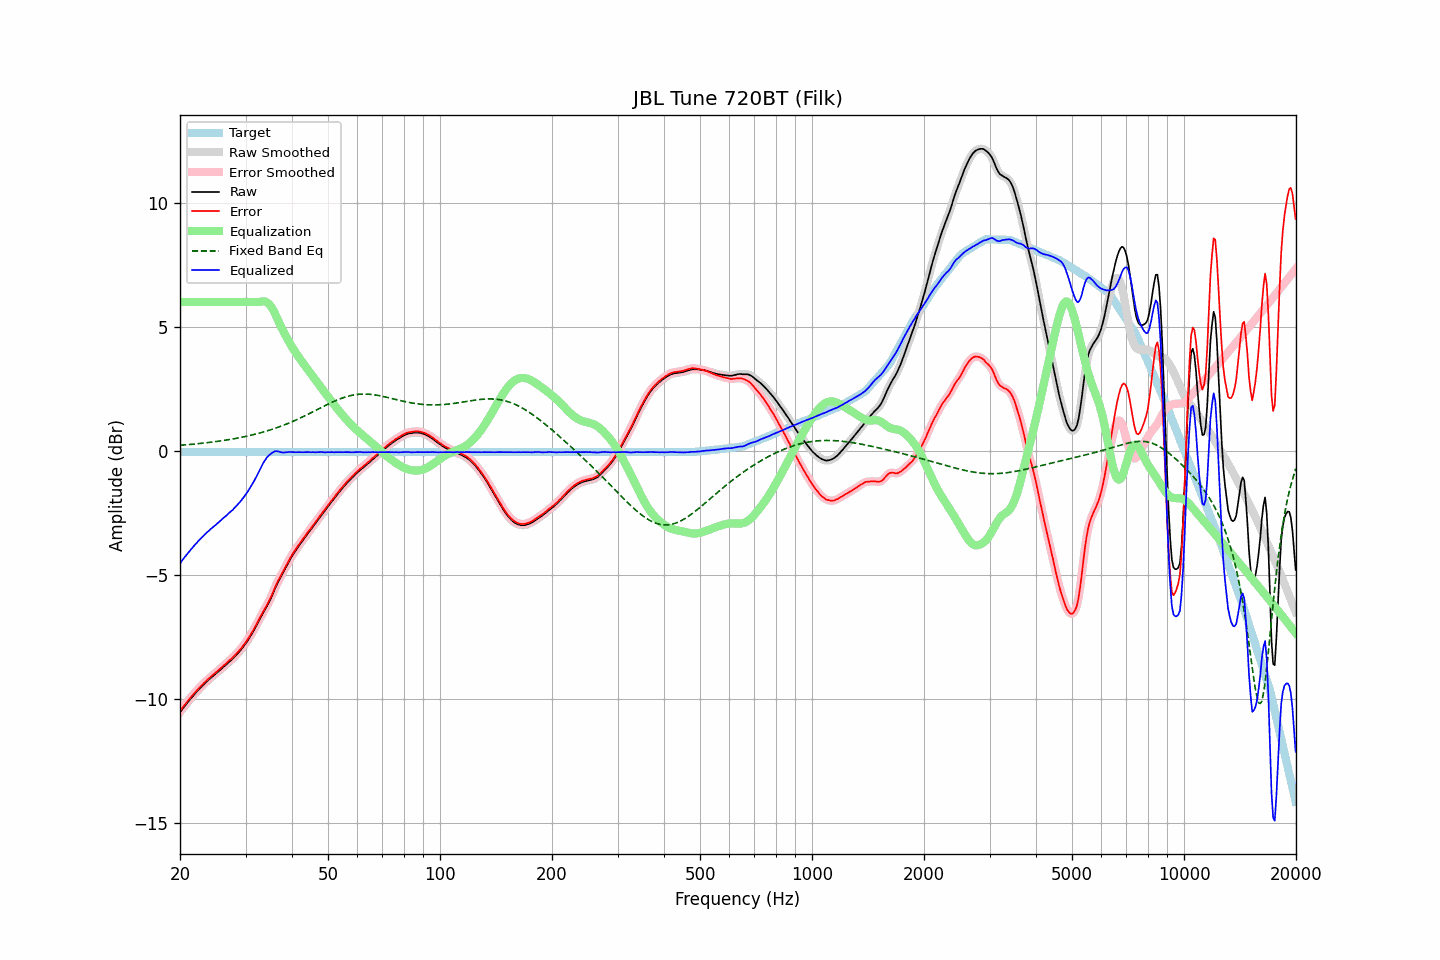 JBL Tune 720BT (Filk)
Target
Raw Smoothed
Error Smoothed
Raw
Error
Equalization
Fixed Band Eq
Equalized
Amplitude (dBr)
10
5
0
−5
−10
−15
20 50 100 200 500 1000 2000 5000 10000 20000
Frequency (Hz)